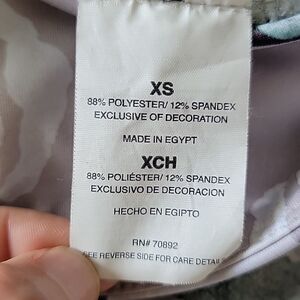 XS
88% POLYESTER/ 12% SPANDEX
EXCLUSIVE OF DECORATION
MADE IN EGYPT
XCH
88% POLIÉSTER/ 12% SPANDEX
EXCLUSIVO DE DECORACION
HECHO EN EGIPTO
RN# 70892
SEE REVERSE SIDE FOR CARE DETAILS